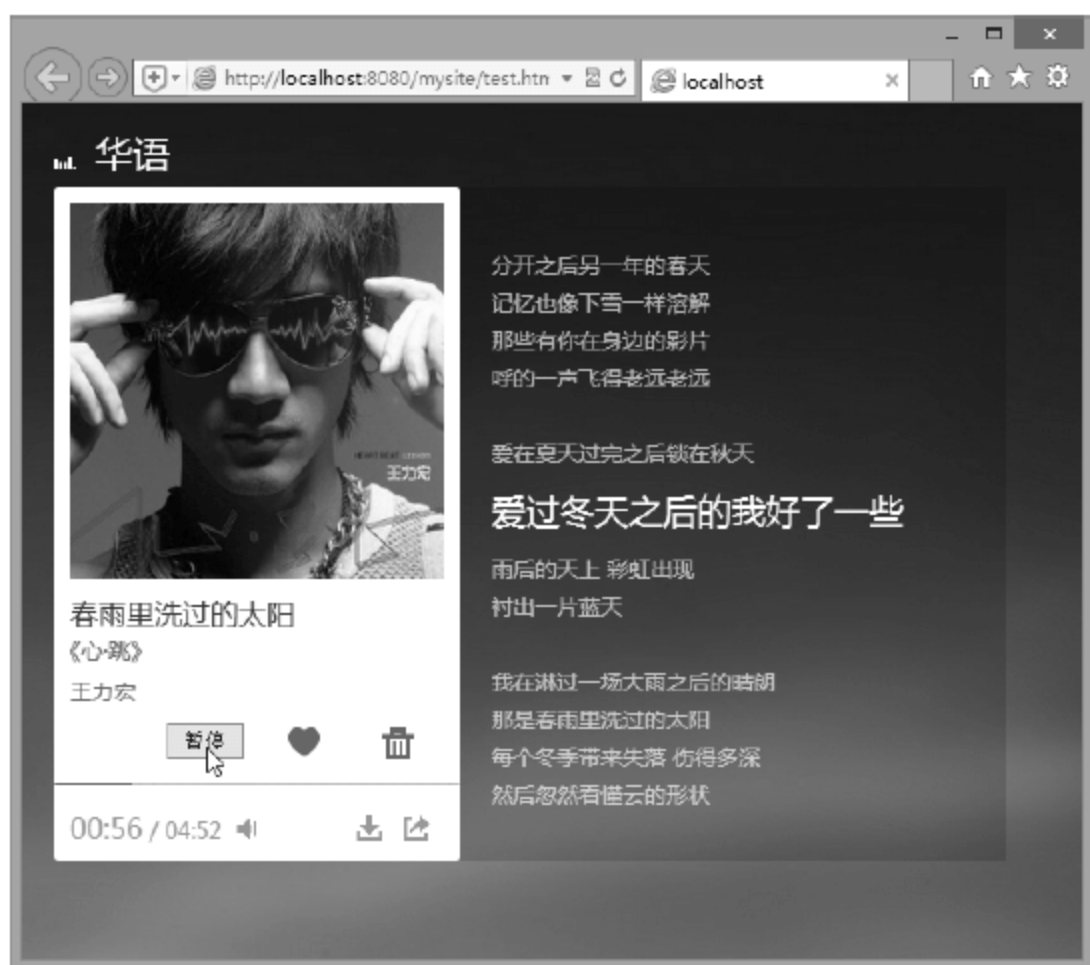 http://localhost:8080/mysite/test.htm
localhost
华语
王力宏
春雨里洗过的太阳
《心·跳》
王力宏
暂停
00:56 / 04:52
分开之后另一年的春天
记忆也像下雪一样溶解
那些有你在身边的影片
呼的一声飞得老远老远
爱在夏天过完之后锁在秋天
爱过冬天之后的我好了一些
雨后的天上 彩虹出现
衬出一片蓝天
我在淋过一场大雨之后的晴朗
那是春雨里洗过的太阳
每个冬季带来失落 伤得多深
然后忽然看懂云的形状